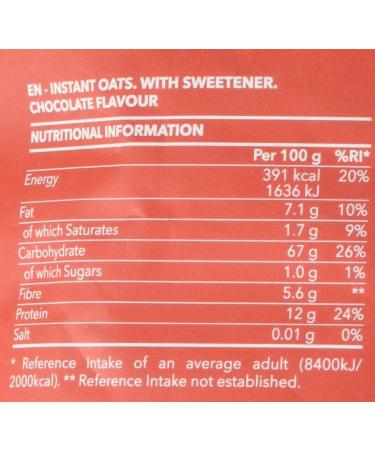 EN - INSTANT OATS. WITH SWEETENER.
CHOCOLATE FLAVOUR
NUTRITIONAL INFORMATION
Per 100 g %RI*
Energy 391 kcal 20%
1636 kJ
Fat 7.1 g 10%
of which Saturates 1.7 g 9%
Carbohydrate 67 g 26%
of which Sugars 1.0 g 1%
Fibre 5.6 g **
Protein 12 g 24%
Salt 0.01 g 0%
* Reference Intake of an average adult (8400kJ/
2000kcal). ** Reference Intake not established.